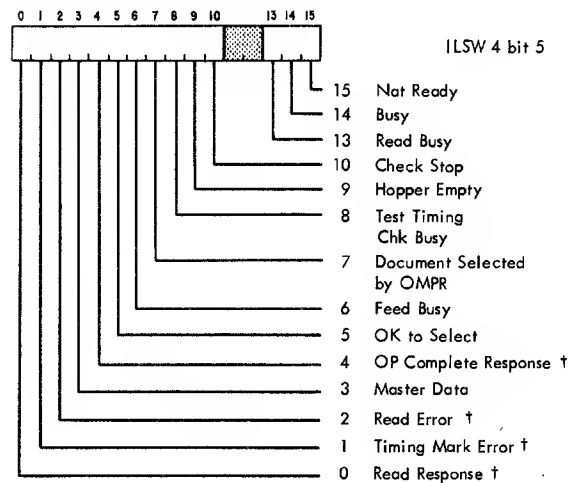 0 1 2 3 4 5 6 7 8 9 10 13 14 15
ILSW 4 bit 5
15 Nat Ready
14 Busy
13 Read Busy
10 Check Stop
9 Hopper Empty
8 Test Timing
Chk Busy
7 Document Selected
by OMPR
6 Feed Busy
5 OK to Select
4 OP Complete Response †
3 Master Data
2 Read Error †
1 Timing Mark Error †
0 Read Response †